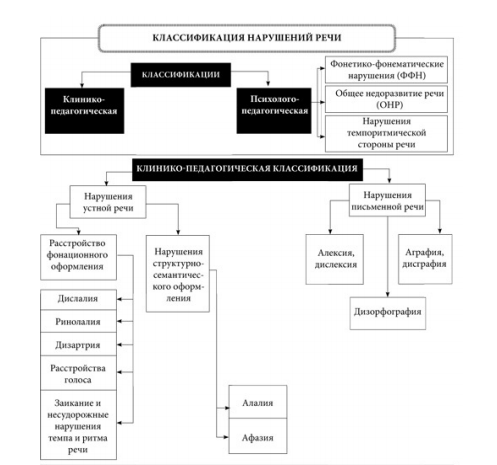 КЛАССИФИКАЦИЯ НАРУШЕНИЙ РЕЧИ
КЛАССИФИКАЦИИ
Клинико-
педагогическая
Психолого-
педагогическая
Фонетико-фонематические
нарушения (ФФН)
Общее недоразвитие речи
(ОНР)
Нарушения
темпоритмической
стороны речи
КЛИНИКО-ПЕДАГОГИЧЕСКАЯ КЛАССИФИКАЦИЯ
Нарушения
устной речи
Нарушения
письменной речи
Расстройство
фонационного
оформления
Нарушения
структурно-
семантичес-
кого оформ-
ления
Алексия,
дислексия
Аграфия,
дисграфия
Дизорфография
Дислалия
Ринолалия
Дизартрия
Расстройства
голоса
Заикание и
несудорожные
нарушения
темпа и ритма
речи
Алалия
Афазия